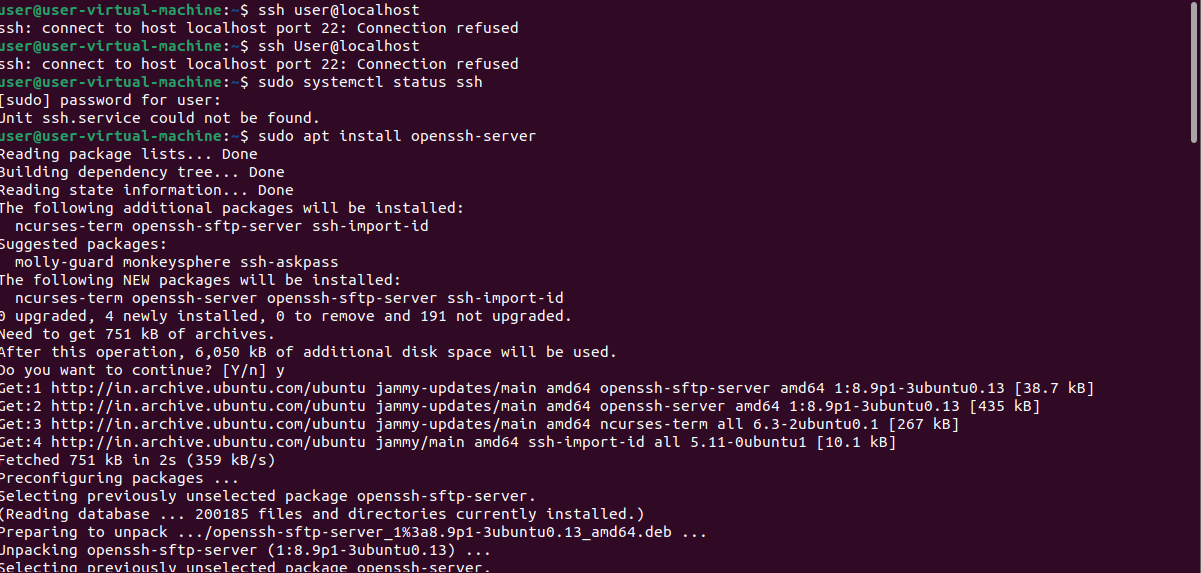 user@user-virtual-machine:~$ ssh user@localhost
ssh: connect to host localhost port 22: Connection refused
user@user-virtual-machine:~$ ssh User@localhost
ssh: connect to host localhost port 22: Connection refused
user@user-virtual-machine:~$ sudo systemctl status ssh
[sudo] password for user:
Unit ssh.service could not be found.
user@user-virtual-machine:~$ sudo apt install openssh-server
Reading package lists... Done
Building dependency tree... Done
Reading state information... Done
The following additional packages will be installed:
  ncurses-term openssh-sftp-server ssh-import-id
Suggested packages:
  molly-guard monkeysphere ssh-askpass
The following NEW packages will be installed:
  ncurses-term openssh-server openssh-sftp-server ssh-import-id
0 upgraded, 4 newly installed, 0 to remove and 191 not upgraded.
Need to get 751 kB of archives.
After this operation, 6,050 kB of additional disk space will be used.
Do you want to continue? [Y/n] y
Get:1 http://in.archive.ubuntu.com/ubuntu jammy-updates/main amd64 openssh-sftp-server amd64 1:8.9p1-3ubuntu0.13 [38.7 kB]
Get:2 http://in.archive.ubuntu.com/ubuntu jammy-updates/main amd64 openssh-server amd64 1:8.9p1-3ubuntu0.13 [435 kB]
Get:3 http://in.archive.ubuntu.com/ubuntu jammy-updates/main amd64 ncurses-term all 6.3-2ubuntu0.1 [267 kB]
Get:4 http://in.archive.ubuntu.com/ubuntu jammy/main amd64 ssh-import-id all 5.11-0ubuntu1 [10.1 kB]
Fetched 751 kB in 2s (359 kB/s)
Preconfiguring packages ...
Selecting previously unselected package openssh-sftp-server.
(Reading database ... 200185 files and directories currently installed.)
Preparing to unpack .../openssh-sftp-server_1%3a8.9p1-3ubuntu0.13_amd64.deb ...
Unpacking openssh-sftp-server (1:8.9p1-3ubuntu0.13) ...
Selecting previously unselected package openssh-server.